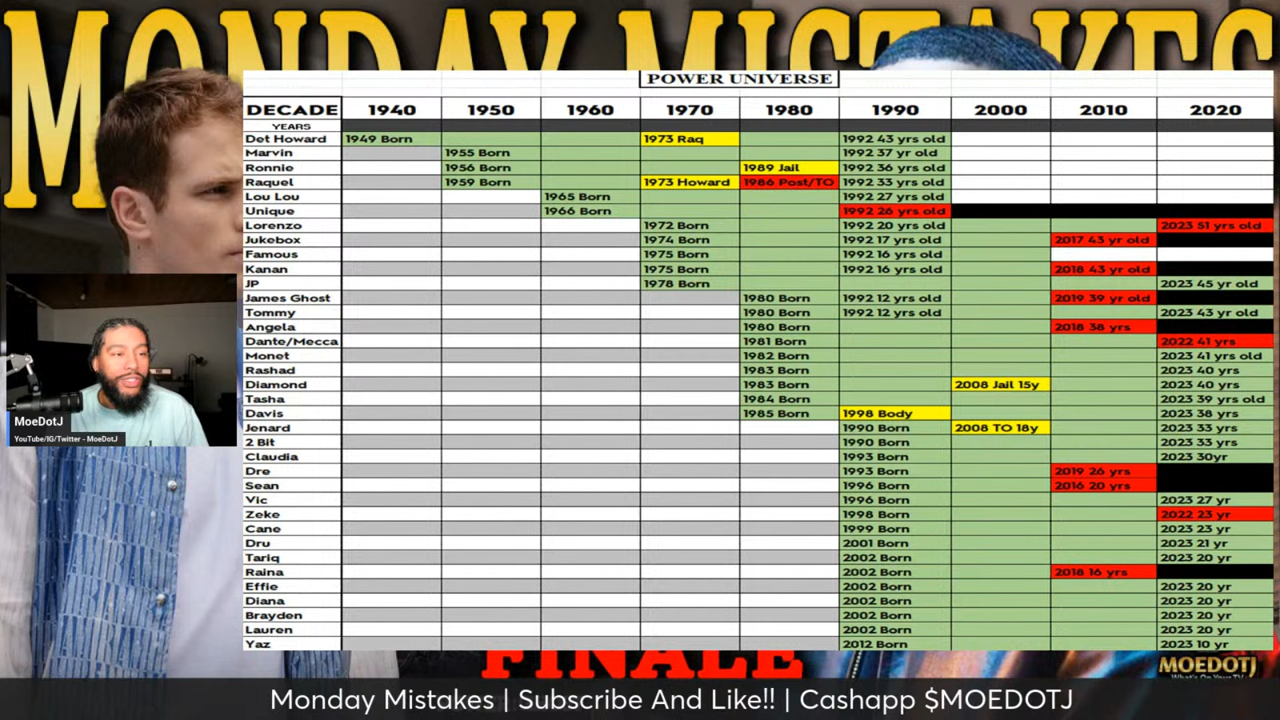 MONDAY MISTAKES
POWER UNIVERSE
DECADE 1940 1950 1960 1970 1980 1990 2000 2010 2020
YEARS
Det Howard 1949 Born 1973 Raq 1992 43 yrs old
Marvin 1955 Born 1992 37 yr old
Ronnie 1956 Born 1989 Jail 1992 36 yrs old
Raquel 1959 Born 1973 Howard 1986 Post/TO 1992 33 yrs old
Lou Lou 1965 Born 1992 27 yrs old
Unique 1966 Born 1992 26 yrs old
Lorenzo 1972 Born 1992 20 yrs old 2023 51 yrs old
Jukebox 1974 Born 1992 17 yrs old 2017 43 yr old
Famous 1975 Born 1992 16 yrs old
Kanan 1975 Born 1992 16 yrs old 2018 43 yr old
JP 1978 Born 2023 45 yr old
James Ghost 1980 Born 1992 12 yrs old 2019 39 yr old
Tommy 1980 Born 1992 12 yrs old 2023 43 yr old
Angela 1980 Born 2018 38 yrs
Dante/Mecca 1981 Born 2022 41 yrs
Monet 1982 Born 2023 41 yrs old
Rashad 1983 Born 2023 40 yrs
Diamond 1983 Born 2008 Jail 15y 2023 40 yrs
Tasha 1984 Born 2023 39 yrs old
Davis 1985 Born 1998 Body 2023 38 yrs
Jenard 1990 Born 2008 TO 18y 2023 33 yrs
2 Bit 1990 Born 2023 33 yrs
Claudia 1993 Born 2023 30yr
Dre 1993 Born 2019 26 yrs
Sean 1996 Born 2016 20 yrs
Vic 1996 Born 2023 27 yr
Zeke 1998 Born 2022 23 yr
Cane 1999 Born 2023 23 yr
Dru 2001 Born 2023 21 yr
Tariq 2002 Born 2023 20 yr
Raina 2002 Born 2018 16 yrs
Effie 2002 Born 2023 20 yr
Diana 2002 Born 2023 20 yr
Brayden 2002 Born 2023 20 yr
Lauren 2002 Born 2023 20 yr
Yaz 2012 Born 2023 10 yr
MoeDotJ
YouTube/IG/Twitter - MoeDotJ
FINALE
MOEDOTJ
What's On Your TV?
Monday Mistakes | Subscribe And Like!! | Cashapp $MOEDOTJ